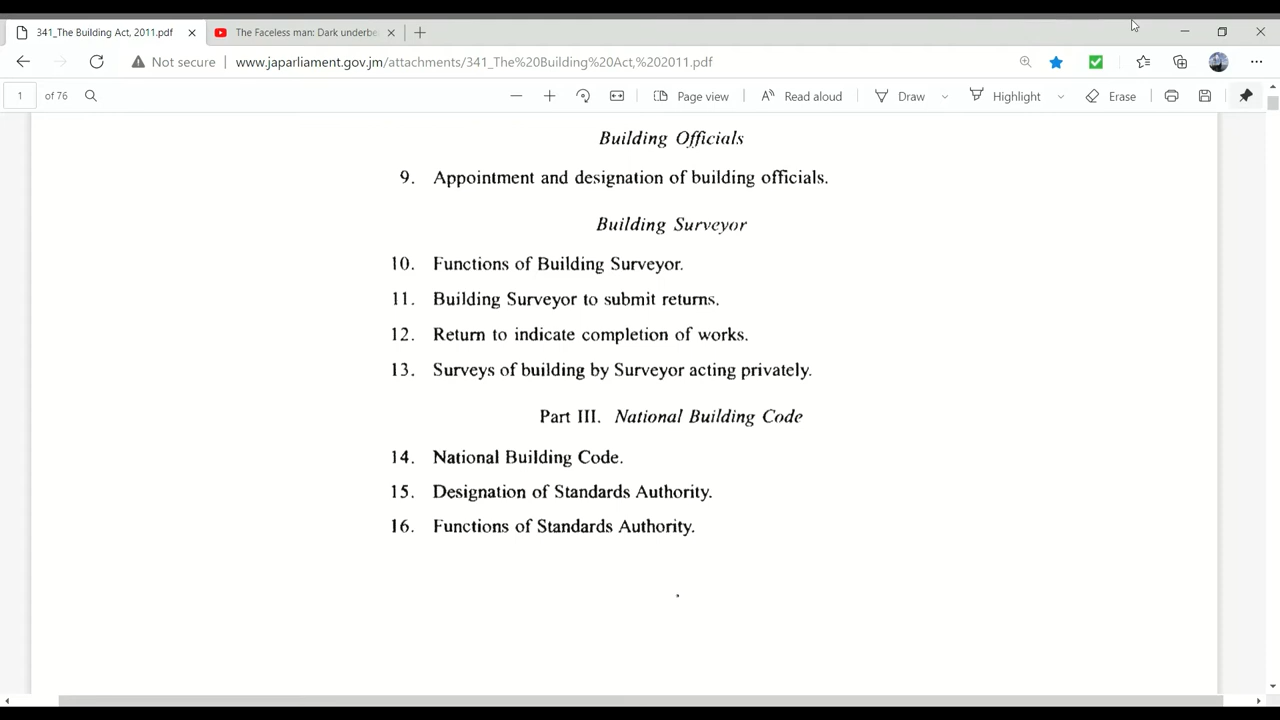 341_The Building Act, 2011.pdf
The Faceless man: Dark underbe
Not secure
www.japarliament.gov.jm/attachments/341_The%20Building%20Act,%202011.pdf
1 of 76
Page view
Read aloud
Draw
Highlight
Erase
Building Officials
9. Appointment and designation of building officials.
Building Surveyor
10. Functions of Building Surveyor.
11. Building Surveyor to submit returns.
12. Return to indicate completion of works.
13. Surveys of building by Surveyor acting privately.
Part III. National Building Code
14. National Building Code.
15. Designation of Standards Authority.
16. Functions of Standards Authority.